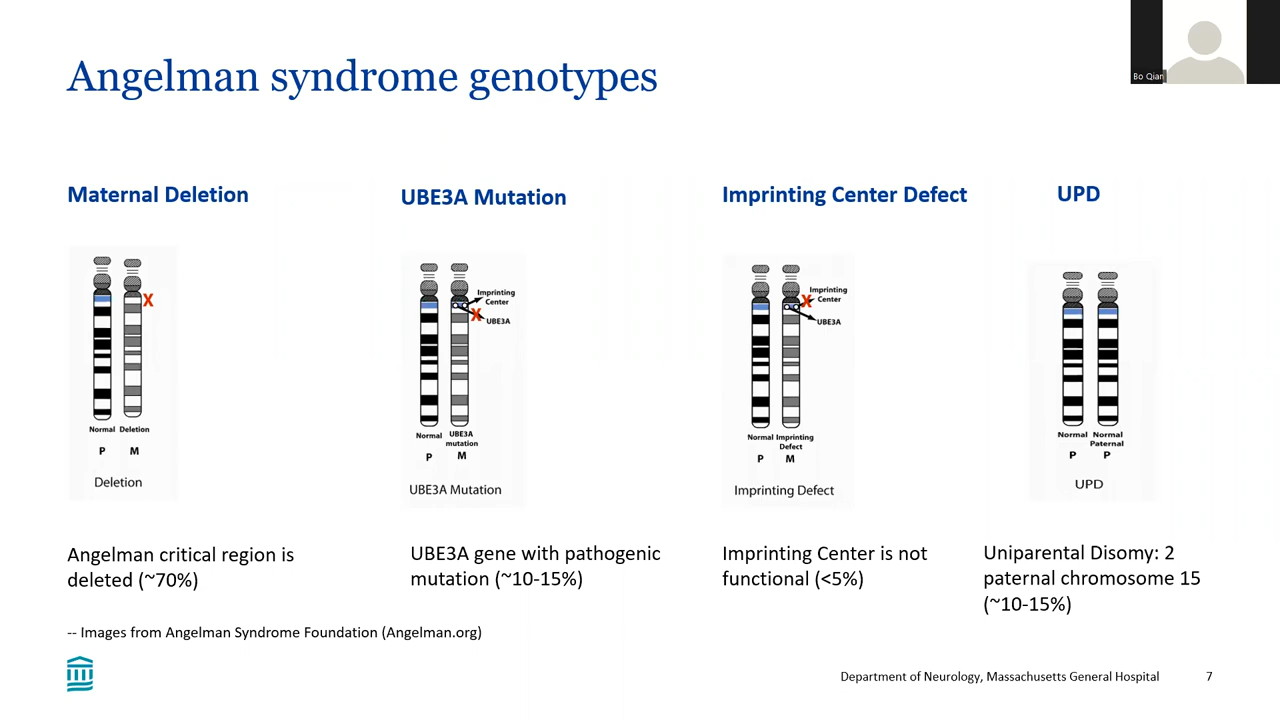 Angelman syndrome genotypes
Bo Qian
Maternal Deletion
Normal Deletion
P M
Deletion
Angelman critical region is
deleted (~70%)
UBE3A Mutation
Imprinting
Center
X
UBE3A
Normal UBE3A
mutation
P M
UBE3A Mutation
UBE3A gene with pathogenic
mutation (~10-15%)
Imprinting Center Defect
Imprinting
Center
X
UBE3A
Normal Imprinting
Defect
P M
Imprinting Defect
Imprinting Center is not
functional (<5%)
UPD
Normal Normal
Paternal
P P
UPD
Uniparental Disomy: 2
paternal chromosome 15
(~10-15%)
X
-- Images from Angelman Syndrome Foundation (Angelman.org)
Department of Neurology, Massachusetts General Hospital
7